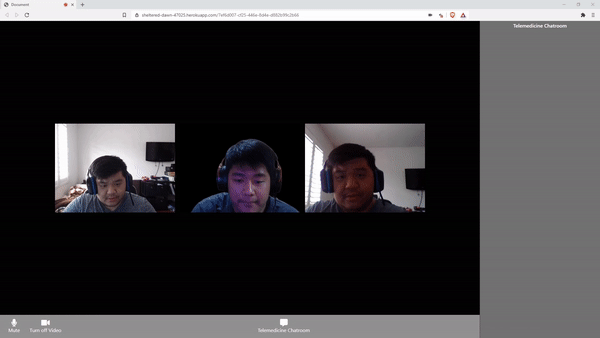 Document
Telemedicine Chatroom
Mute
Turn off Video
Telemedicine Chatroom